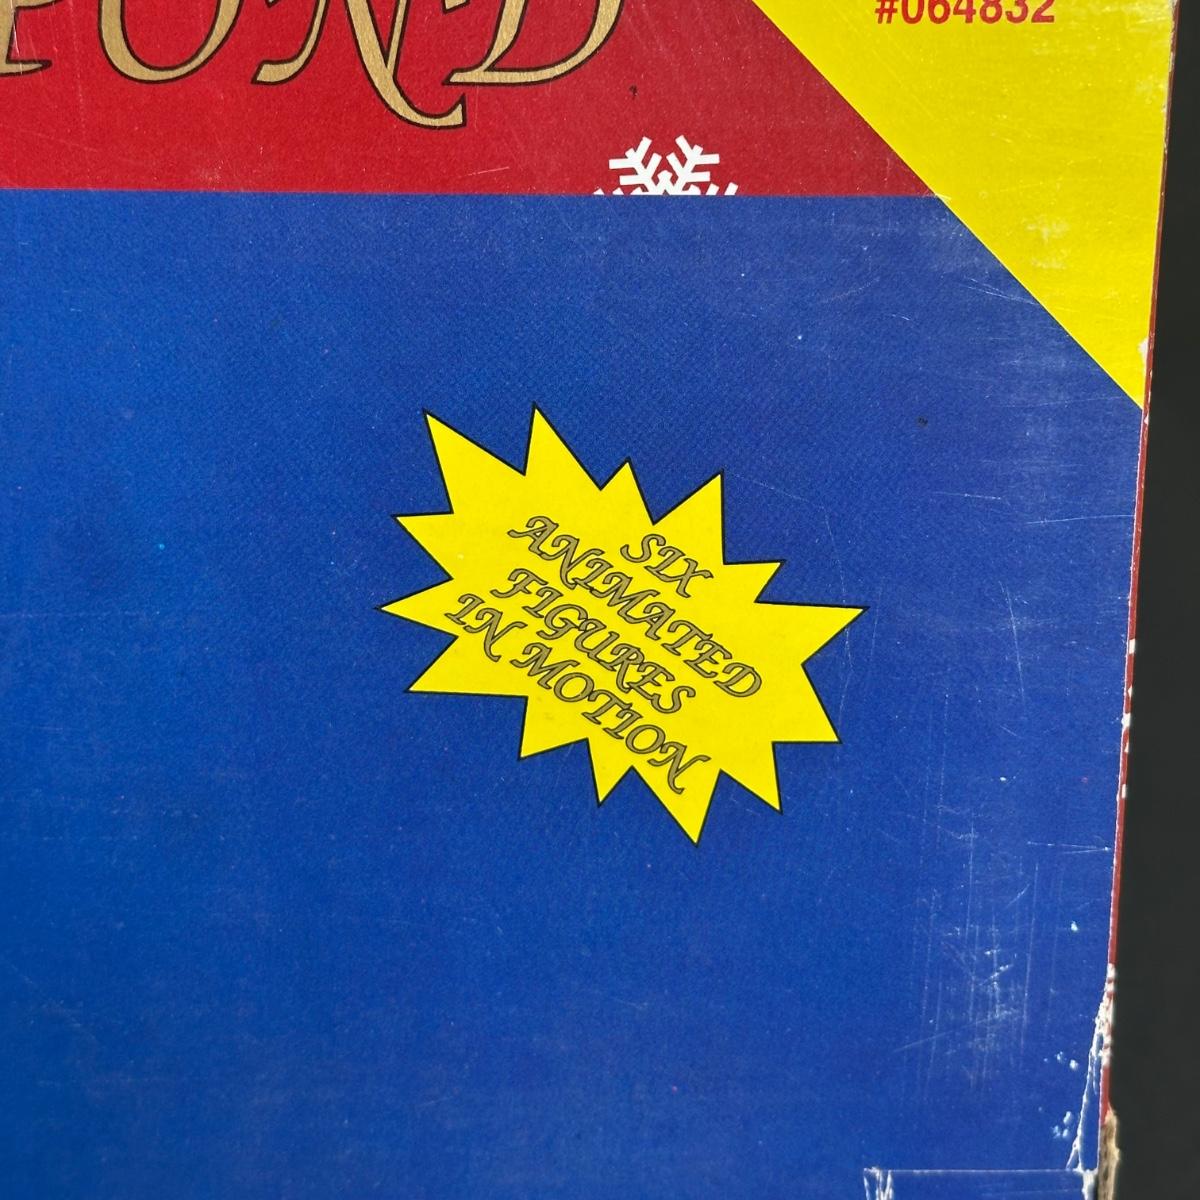 POND
#064832
SIX
ANIMATED
FIGURES
IN MOTION